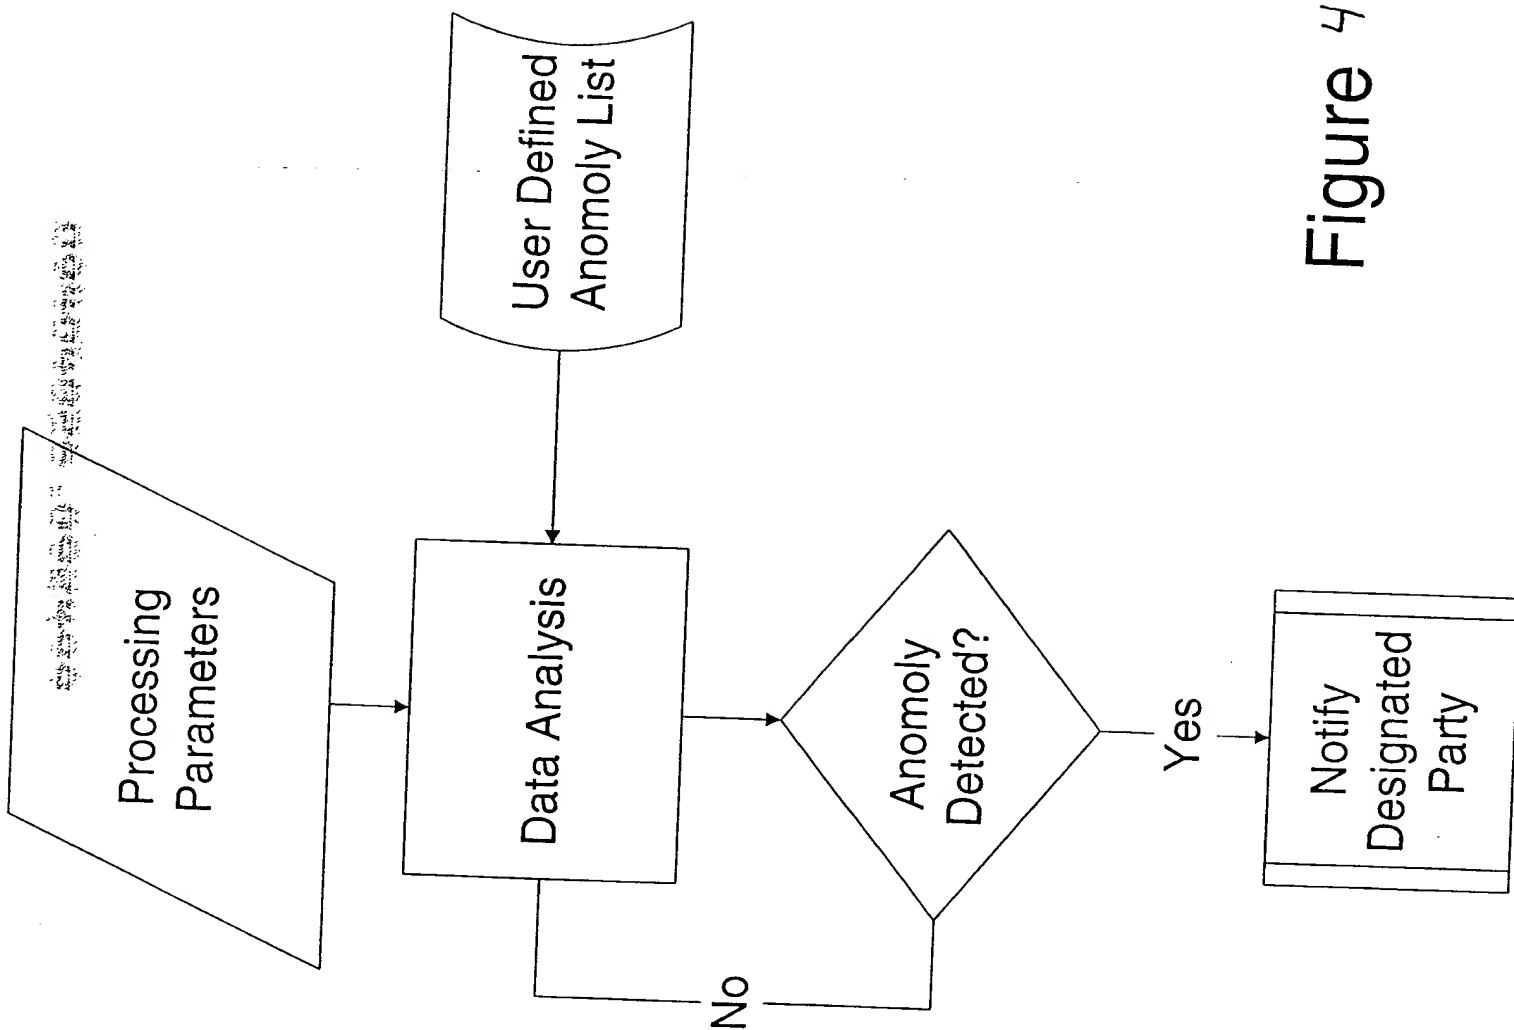 Processing
Parameters
User Defined
Anomoly List
Data Analysis
Anomoly
Detected?
No
Yes
Notify
Designated
Party
Figure 4